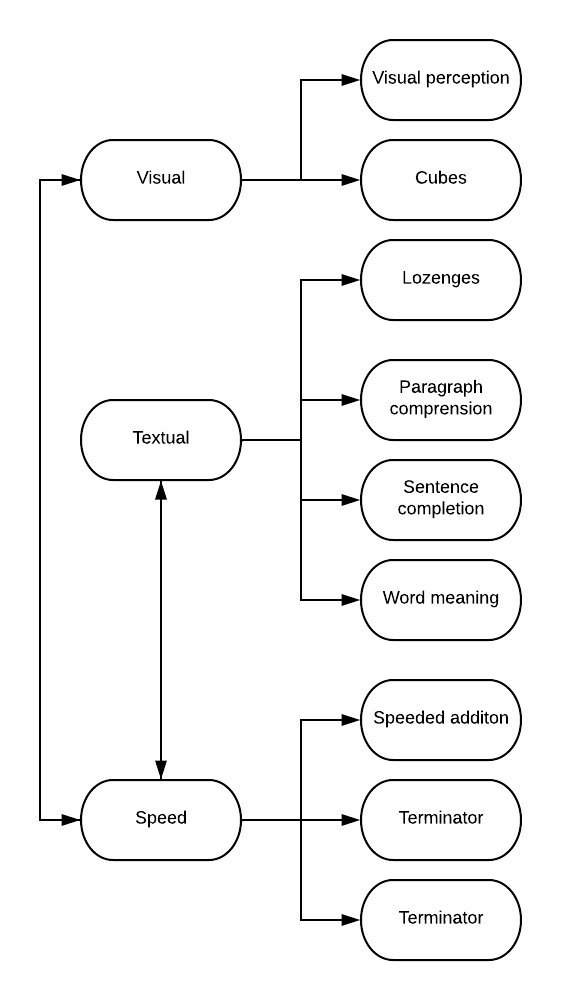 Visual perception
Visual
Cubes
Lozenges
Paragraph
comprension
Textual
Sentence
completion
Word meaning
Speeded additon
Speed
Terminator
Terminator